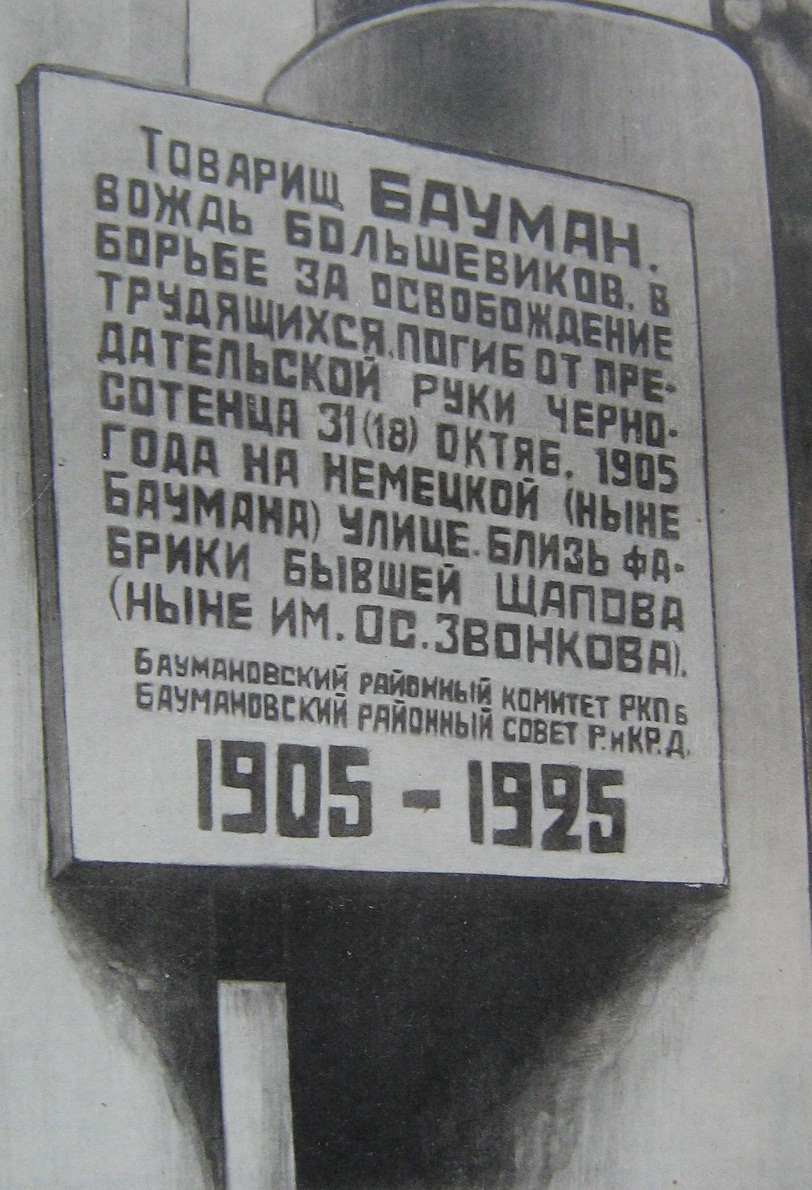 ТОВАРИЩ БАУМАН.
ВОЖДЬ БОЛЬШЕВИКОВ. В
БОРЬБЕ ЗА ОСВОБОЖДЕНИЕ
ТРУДЯЩИХСЯ. ПОГИБ ОТ ПРЕ-
ДАТЕЛЬСКОЙ РУКИ ЧЕРНО-
СОТЕНЦА 31(18) ОКТЯБ. 1905
ГОДА НА НЕМЕЦКОЙ (НЫНЕ
БАУМАНА) УЛИЦЕ. БЛИЗЬ ФА-
БРИКИ БЫВШЕЙ ЩАПОВА
(НЫНЕ ИМ. ОС. ЗВОНКОВА).
БАУМАНОВСКИЙ РАЙОННЫЙ КОМИТЕТ РКПБ
БАУМАНОВСКИЙ РАЙОННЫЙ СОВЕТ Р.иКР.Д.
1905 - 1925